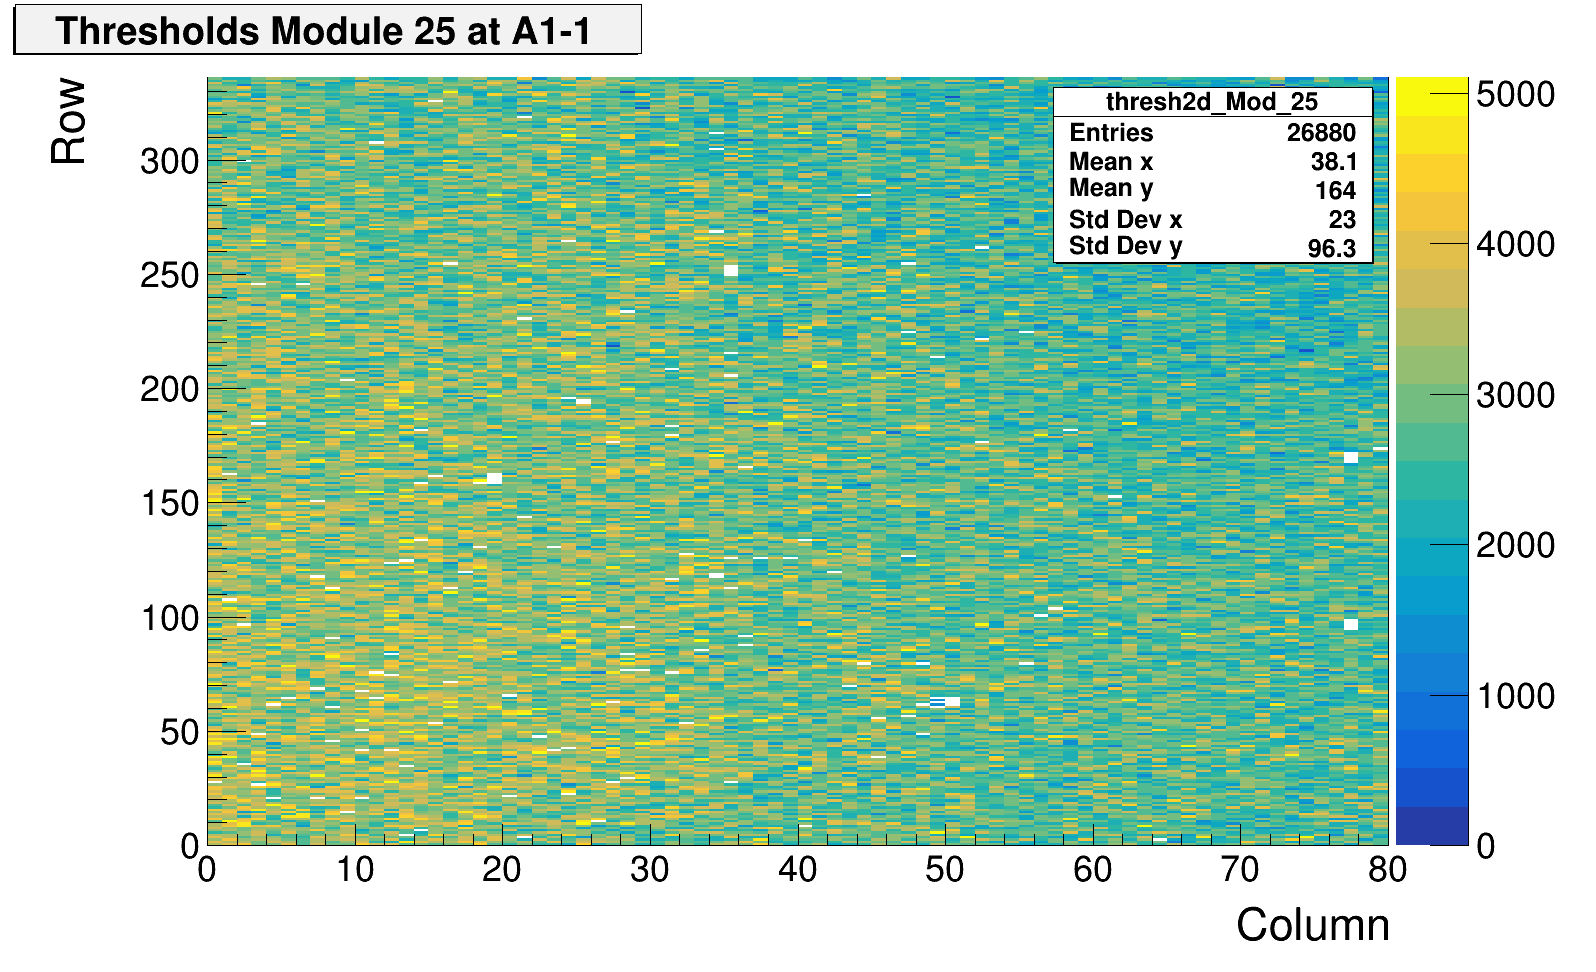 Thresholds Module 25 at A1-1
Row
thresh2d_Mod_25
Entries 26880
Mean x 38.1
Mean y 164
Std Dev x 23
Std Dev y 96.3
300
250
200
150
100
50
0
0 10 20 30 40 50 60 70 80
Column
5000
4000
3000
2000
1000
0